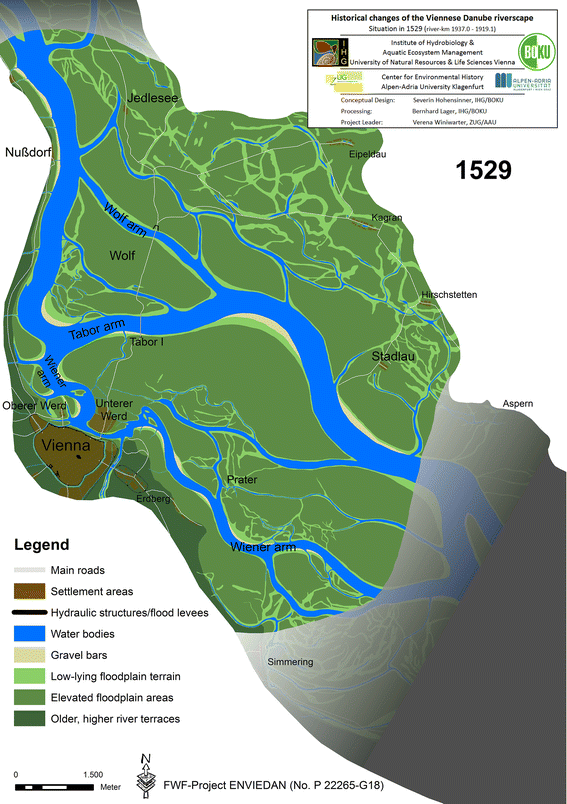 Historical changes of the Viennese Danube riverscape
Situation in 1529 (river-km 1937.0 - 1919.1)
IHG
Institute of Hydrobiology &
Aquatic Ecosystem Management
University of Natural Resources & Life Sciences Vienna
BOKU
ZUG
Center for Environmental History
Alpen-Adria University Klagenfurt
ALPEN-ADRIA
UNIVERSITÄT
Conceptual Design: Severin Hohensinner, IHG/BOKU
Processing: Bernhard Lager, IHG/BOKU
Project Leader: Verena Winiwarter, ZUG/AAU
1529
Jedlesee
Nußdorf
Eipeldau
Wolf arm
Kagran
Wolf
Hirschstetten
Tabor arm
Tabor I
Stadlau
Wiener
arm
Oberer Werd
Unterer
Werd
Aspern
Vienna
Prater
Erdberg
Wiener arm
Simmering
Legend
Main roads
Settlement areas
Hydraulic structures/flood levees
Water bodies
Gravel bars
Low-lying floodplain terrain
Elevated floodplain areas
Older, higher river terraces
N
0 1.500
Meter
FWF-Project ENVIEDAN (No. P 22265-G18)